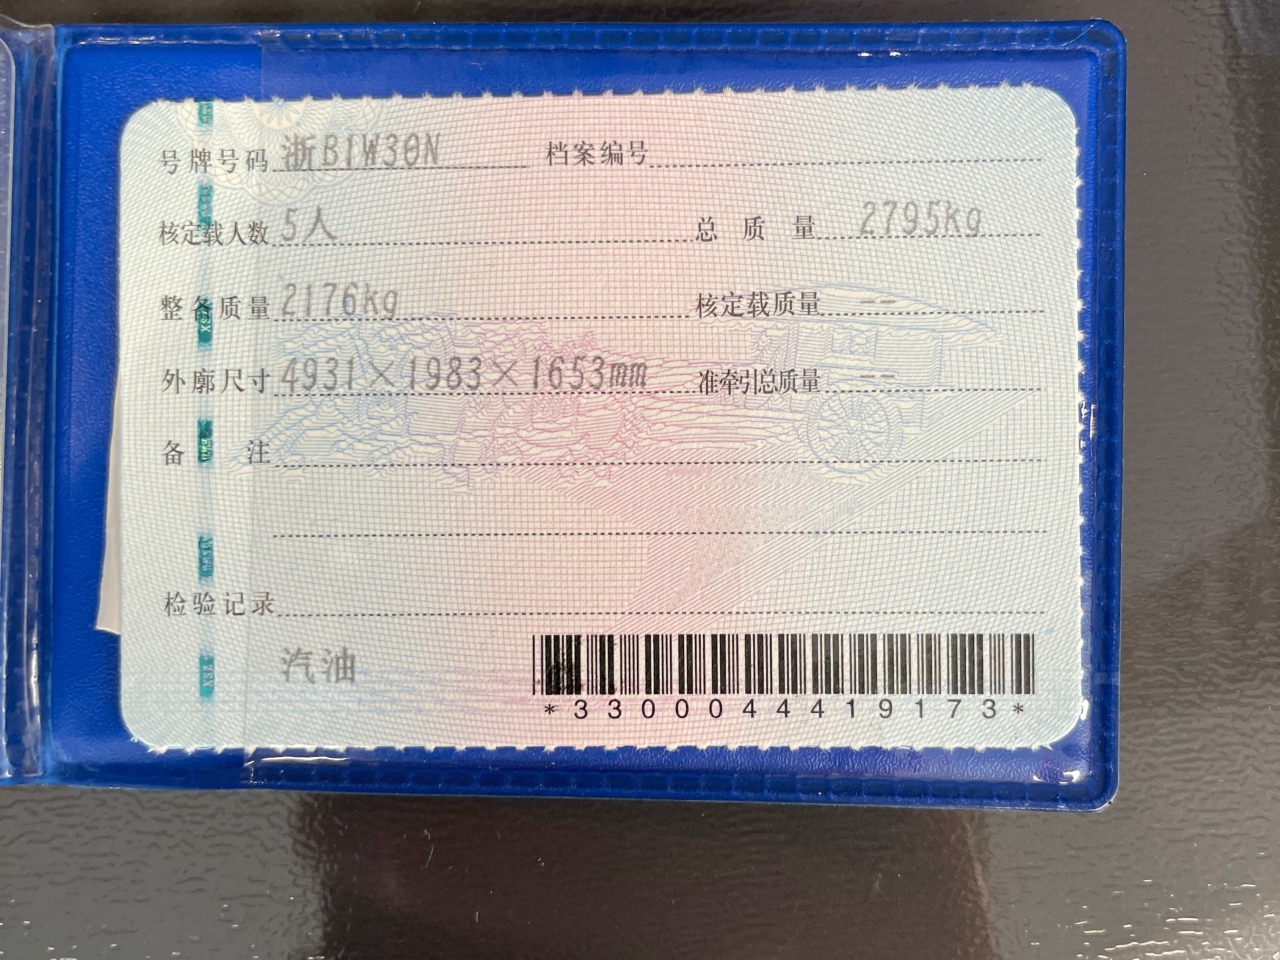 号牌号码 浙B1W30N 档案编号
核定载人数 5人 总质量 2795kg
整备质量 2176kg 核定载质量 --
外廓尺寸 4931×1983×1653mm 准牵引总质量 --
备注
检验记录
汽油
*3300044419173*